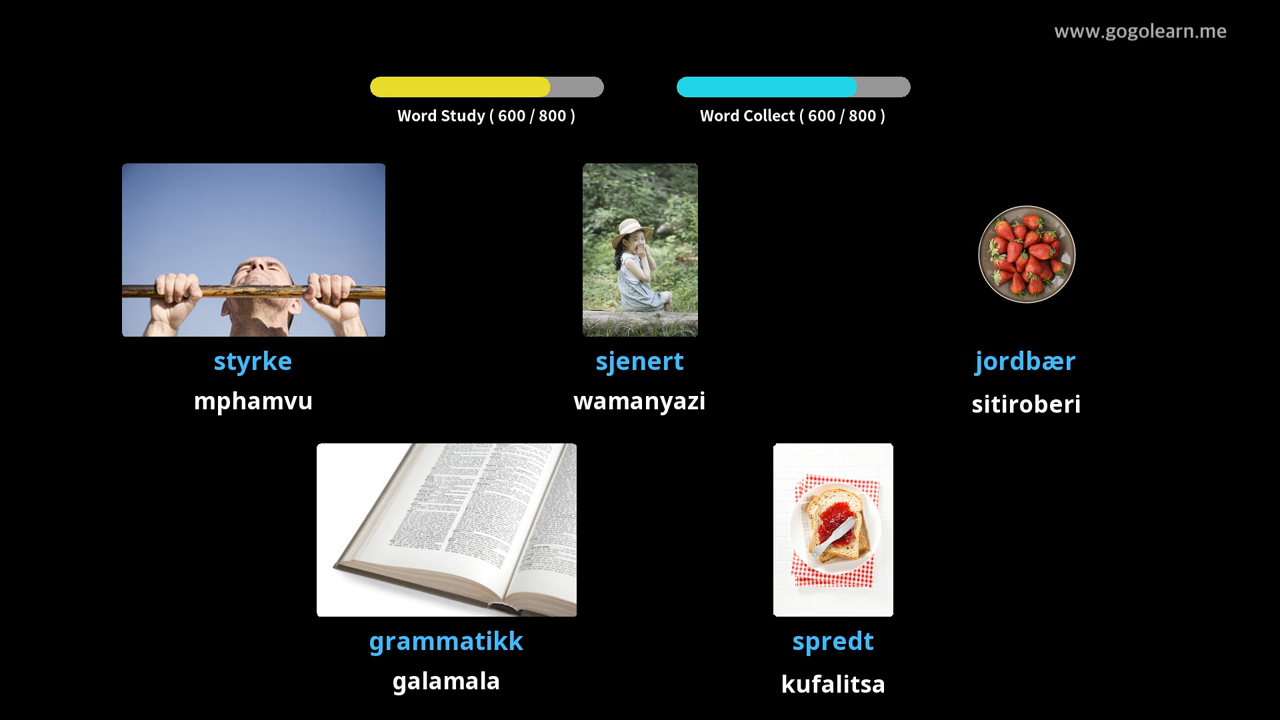 www.gogolearn.me
Word Study ( 600 / 800 )
Word Collect ( 600 / 800 )
styrke
mphamvu
sjenert
wamanyazi
jordbær
sitiroberi
grammatikk
galamala
spredt
kufalitsa